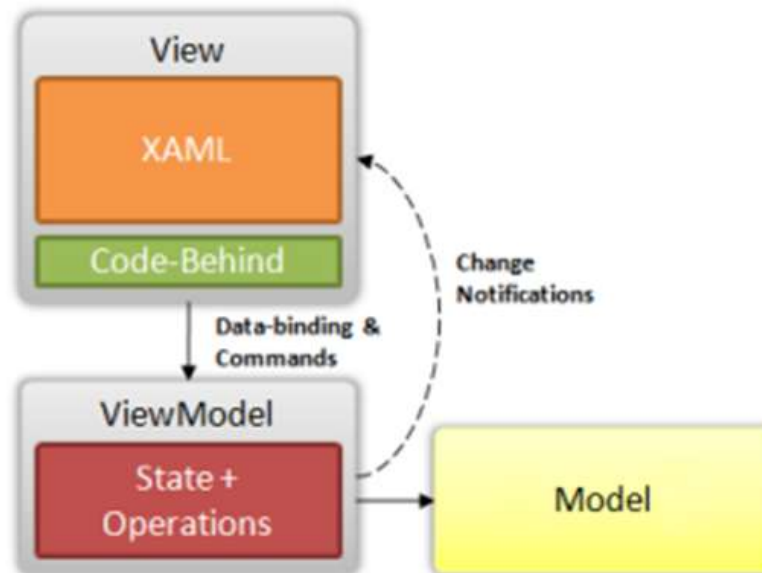 View
XAML
Code-Behind
Change
Notifications
Data-binding &
Commands
ViewModel
State +
Operations
Model